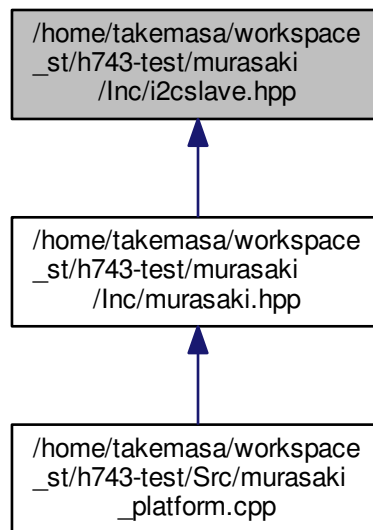 /home/takemasa/workspace
_st/h743-test/murasaki
/Inc/i2cslave.hpp
/home/takemasa/workspace
_st/h743-test/murasaki
/Inc/murasaki.hpp
/home/takemasa/workspace
_st/h743-test/Src/murasaki
_platform.cpp